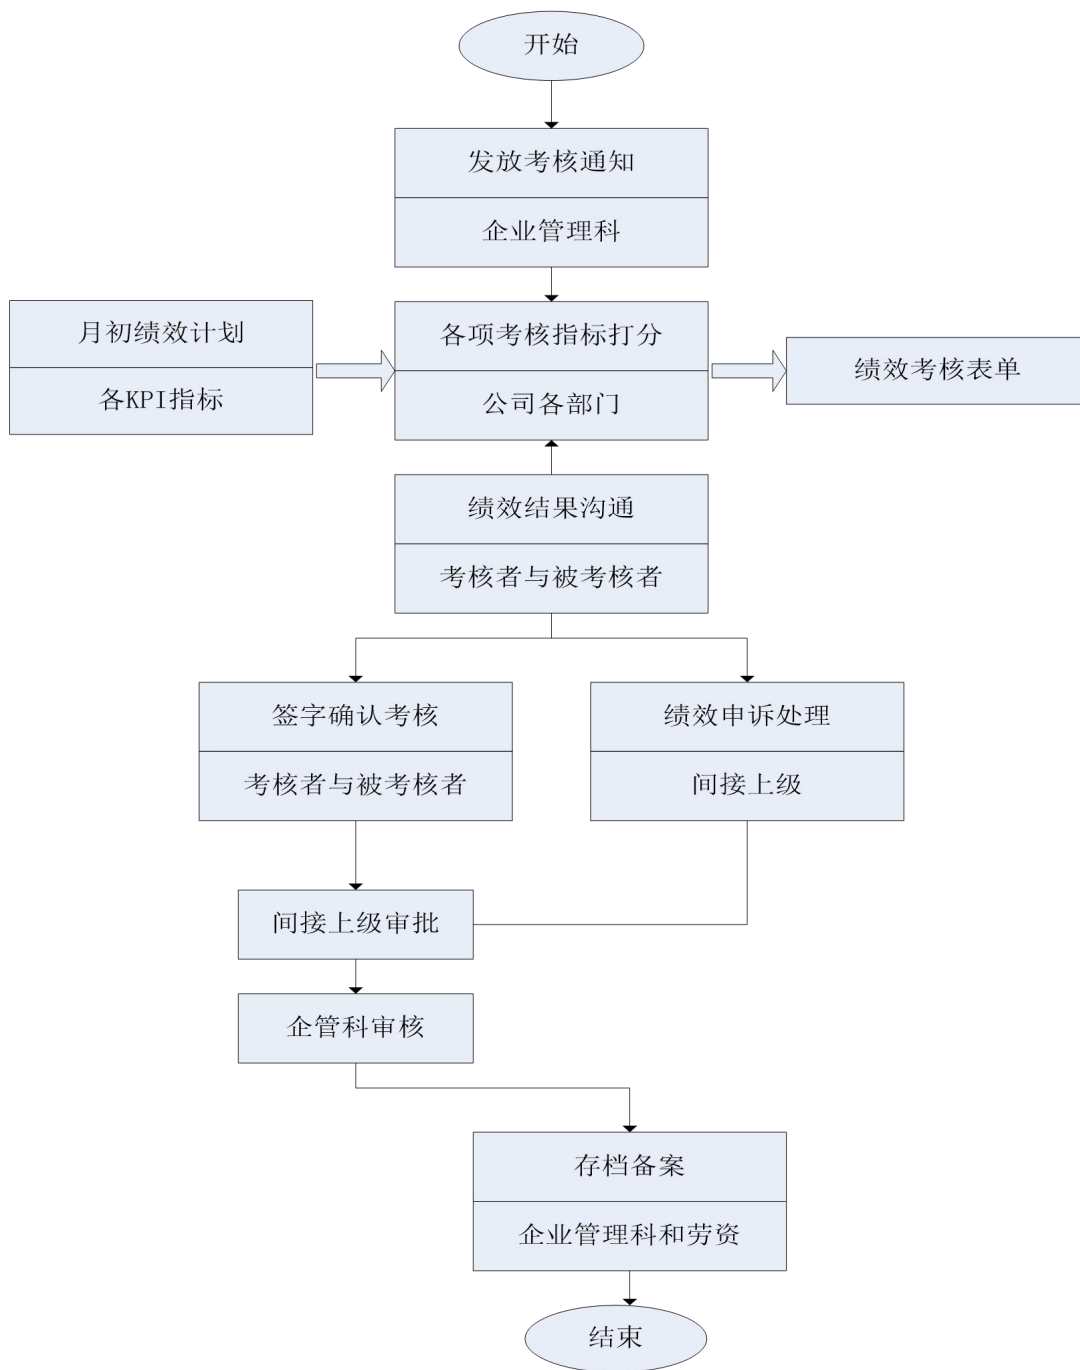 开始
发放考核通知
企业管理科
月初绩效计划
各KPI指标
各项考核指标打分
公司各部门
绩效考核表单
绩效结果沟通
考核者与被考核者
签字确认考核
考核者与被考核者
绩效申诉处理
间接上级
间接上级审批
企管科审核
存档备案
企业管理科和劳资
结束